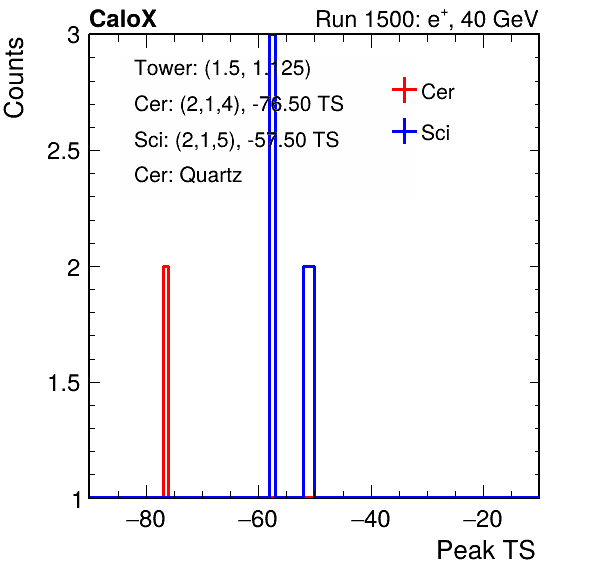 CaloX Run 1500: e⁺, 40 GeV
Counts
3
2.5
2
1.5
1
Tower: (1.5, 1.125)
Cer: (2,1,4), -76.50 TS
Sci: (2,1,5), -57.50 TS
Cer: Quartz
Cer
Sci
−80 −60 −40 −20
Peak TS